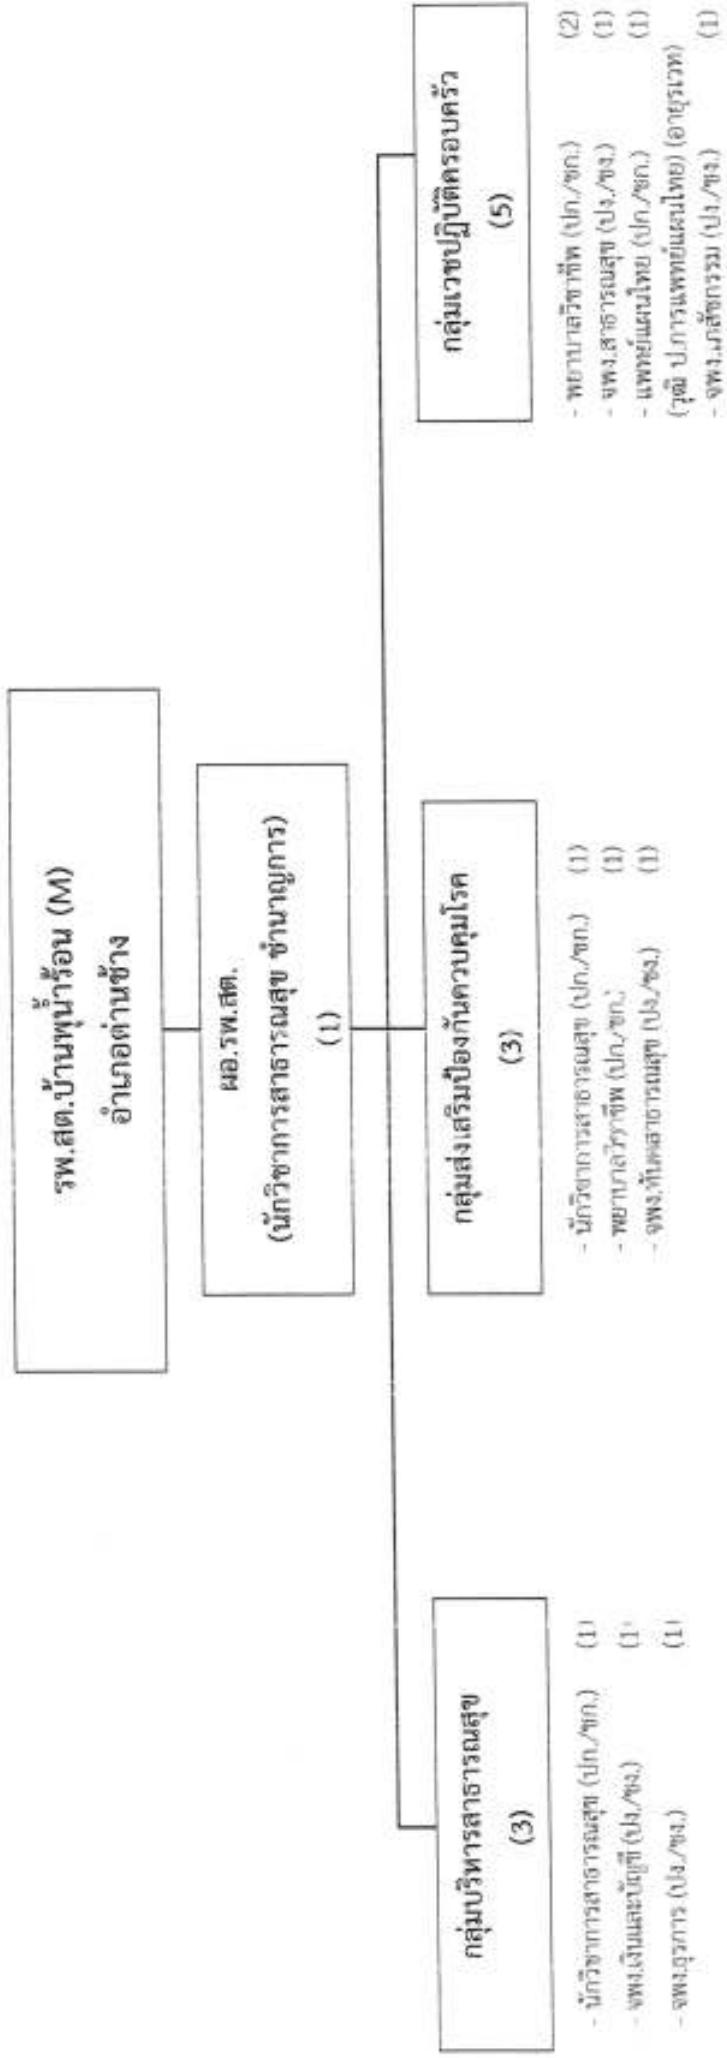 รพ.สต.บ้านพุน้ำร้อน (M)
อำเภอด่านช้าง
ผอ.รพ.สต.
(นักวิชาการสาธารณสุข ชำนาญการ)
(1)
กลุ่มบริหารสาธารณสุข
(3)
- นักวิชาการสาธารณสุข (ปก./ชก.) (1)
- จพง.เงินและบัญชี (ปง./ชง.) (1)
- จพง.ธุรการ (ปง./ชง.) (1)
กลุ่มส่งเสริมป้องกันควบคุมโรค
(3)
- นักวิชาการสาธารณสุข (ปก./ชก.) (1)
- พยาบาลวิชาชีพ (ปก./ชก.) (1)
- จพง.ทันตสาธารณสุข (ปง./ชง.) (1)
กลุ่มเวชปฏิบัติครอบครัว
(5)
- พยาบาลวิชาชีพ (ปก./ชก.) (2)
- จพง.สาธารณสุข (ปง./ชง.) (1)
- แพทย์แผนไทย (ปก./ชก.) (1)
(วุฒิ ป.การแพทย์แผนไทย) (อายุรเวท)
- จพง.เภสัชกรรม (ปง./ชง.) (1)